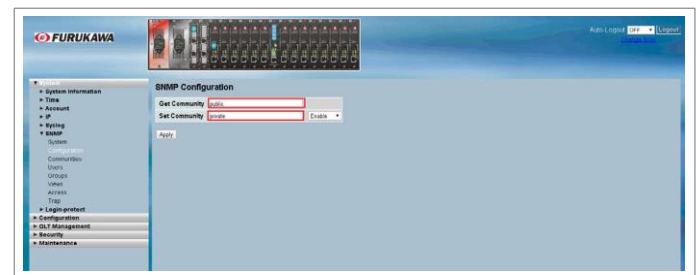 FURUKAWA
Auto Logout OFF Logout
System
System Information
Time
Account
IP
Syslog
SNMP
System
Configuration
Communities
Users
Groups
Views
Access
Trap
Login-protect
Configuration
OLT Management
Security
Maintenance
SNMP Configuration
Get Community public
Set Community private Enable
Apply